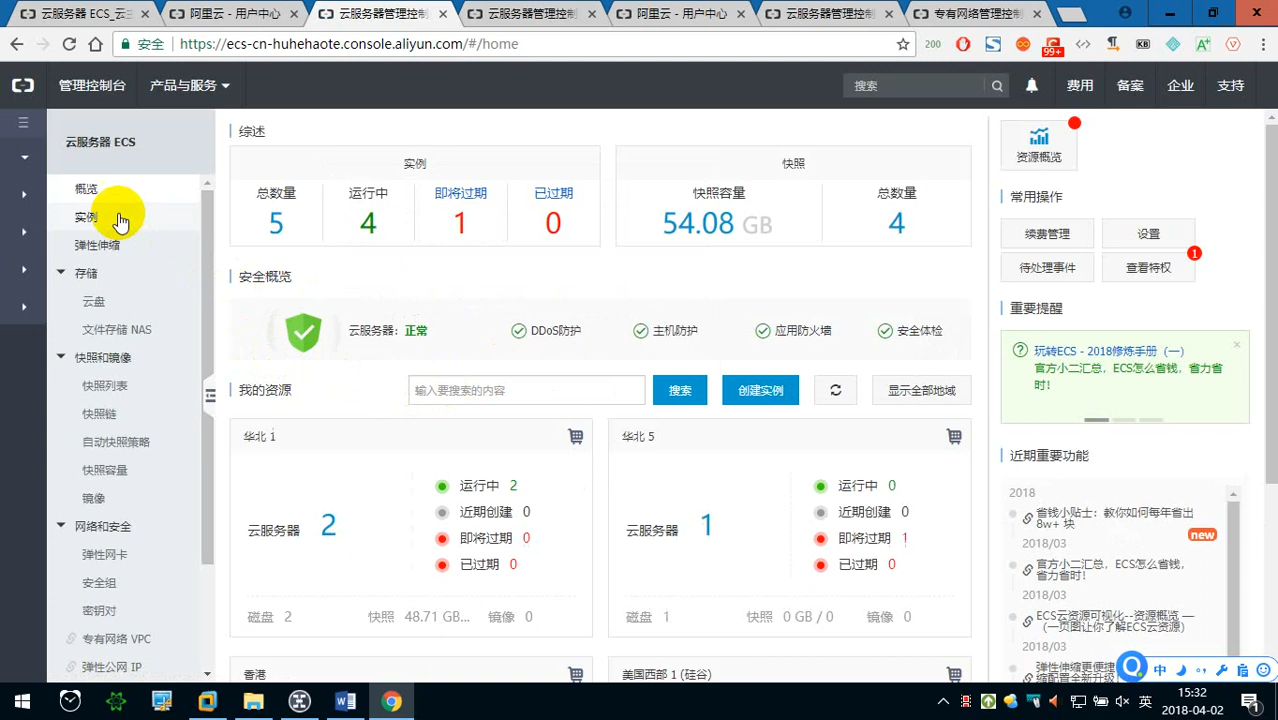 云服务器 ECS_云主
阿里云 - 用户中心
云服务器管理控制
云服务器管理控制
阿里云 - 用户中心
云服务器管理控制
专有网络管理控制
安全 https://ecs-cn-huhehaote.console.aliyun.com/#/home
200
99+
KB
管理控制台
产品与服务
搜索
费用
备案
企业
支持
云服务器 ECS
概览
实例
弹性伸缩
存储
云盘
文件存储 NAS
快照和镜像
快照列表
快照链
自动快照策略
快照容量
镜像
网络和安全
弹性网卡
安全组
密钥对
专有网络 VPC
弹性公网 IP
综述
实例
总数量 运行中 即将过期 已过期
5 4 1 0
快照
快照容量 总数量
54.08 GB 4
安全概览
云服务器：正常
DDoS防护
主机防护
应用防火墙
安全体检
我的资源
输入要搜索的内容
搜索
创建实例
显示全部地域
华北 1
云服务器 2
运行中 2
近期创建 0
即将过期 0
已过期 0
磁盘 2 快照 48.71 GB... 镜像 0
华北 5
云服务器 1
运行中 0
近期创建 0
即将过期 1
已过期 0
磁盘 1 快照 0 GB / 0 镜像 0
香港
美国西部 1 (硅谷)
资源概览
常用操作
续费管理
设置
待处理事件
查看特权
1
重要提醒
玩转ECS - 2018修炼手册（一）
官方小二汇总，ECS怎么省钱，省力省
时！
近期重要功能
2018
省钱小贴士：教你如何每年省出
8w+ 块
new
2018/03
官方小二汇总，ECS怎么省钱，
省力省时！
2018/03
ECS云资源可视化--资源概览 —
（一页图让你了解ECS云资源）
2018/03
弹性伸缩更便捷
缩配置全新升级
中
英
15:32
2018-04-02
1